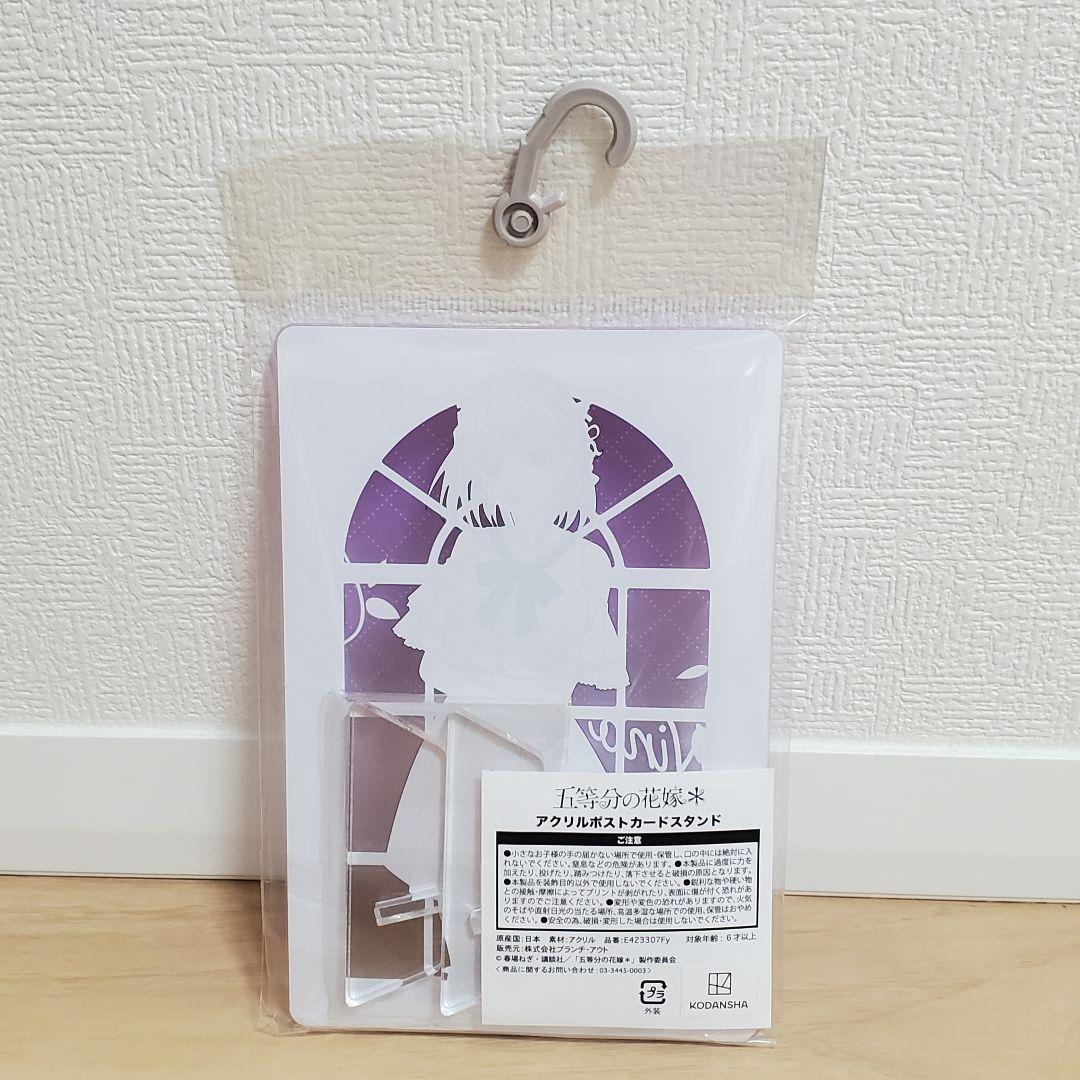 Nino
五等分の花嫁＊
アクリルポストカードスタンド
ご注意
●小さなお子様の手の届かない場所で使用・保管し、口の中には絶対に入
れないでください。窒息などの危険があります。●本製品に過度に力を
加えたり、投げたり、踏みつけたり、落下させると破損の原因となります。
●本製品を装飾目的以外で使用しないでください。●鋭利な物や硬い物
との接触・摩擦によってプリントが剥がれたり、表面に傷が付く恐れがあ
りますのでご注意ください。●変形や変色の恐れがありますので、火気
のそばや直射日光の当たる場所、高温多湿な場所での使用、保管はおやめ
ください。●安全の為、破損・変形した場合は使用しないでください。
原産国：日本 素材：アクリル 品番：E423307Fy 対象年齢：6才以上
販売元：株式会社ブランチ・アウト
© 春場ねぎ・講談社／「五等分の花嫁＊」製作委員会
＜商品に関するお問い合わせ：03-3445-0003＞
プラ
外装
KODANSHA